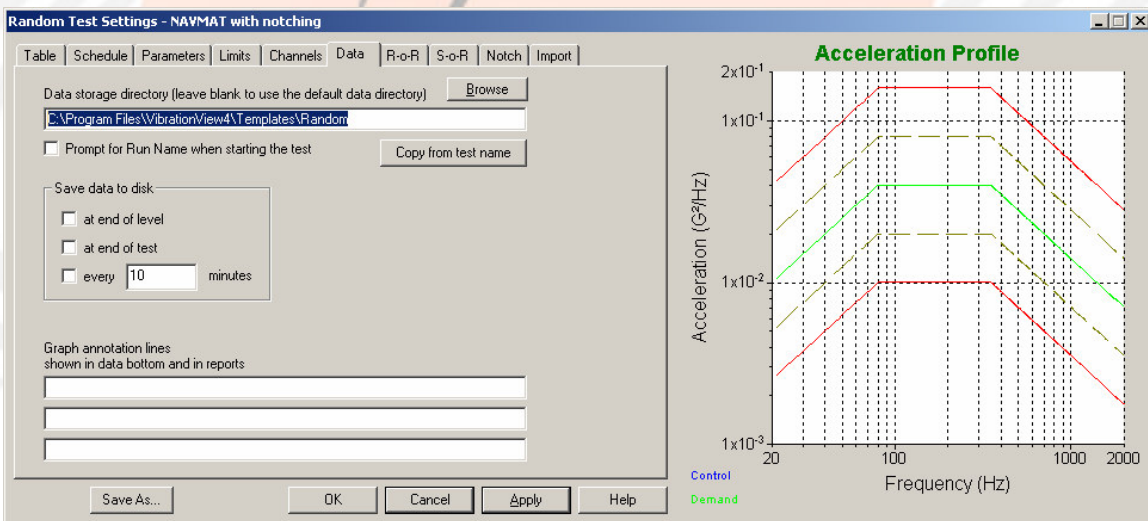 Random Test Settings - NAVMAT with notching
Table Schedule Parameters Limits Channels Data R-o-R S-o-R Notch Import
Data storage directory (leave blank to use the default data directory) Browse
C:\Program Files\VibrationView4\Templates\Random
Prompt for Run Name when starting the test Copy from test name
Save data to disk
at end of level
at end of test
every 10 minutes
Graph annotation lines
shown in data bottom and in reports
Save As... OK Cancel Apply Help
Acceleration Profile
Acceleration (G²/Hz)
2x10-1
1x10-1
1x10-2
1x10-3
20 100 1000 2000
Frequency (Hz)
Control
Demand